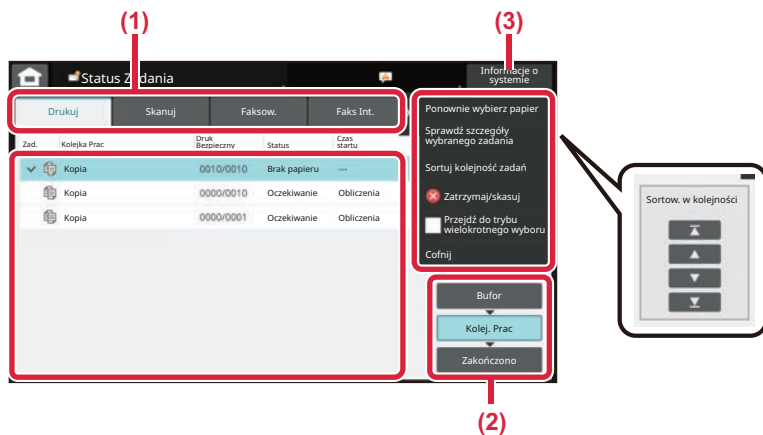 (1)
(3)
Status Zadania
Informacje o
systemie
Drukuj
Skanuj
Faksow.
Faks Int.
Zad.
Kolejka Prac
Druk
Bezpieczny
Status
Czas
startu
Kopia
0010/0010
Brak papieru
—
Kopia
0000/0010
Oczekiwanie
Obliczenia
Kopia
0000/0001
Oczekiwanie
Obliczenia
Ponownie wybierz papier
Sprawdź szczegóły
wybranego zadania
Sortuj kolejność zadań
Zatrzymaj/skasuj
Przejdź do trybu
wielokrotnego wyboru
Cofnij
Bufor
Kolej. Prac
Zakończono
(2)
Sortow. w kolejności